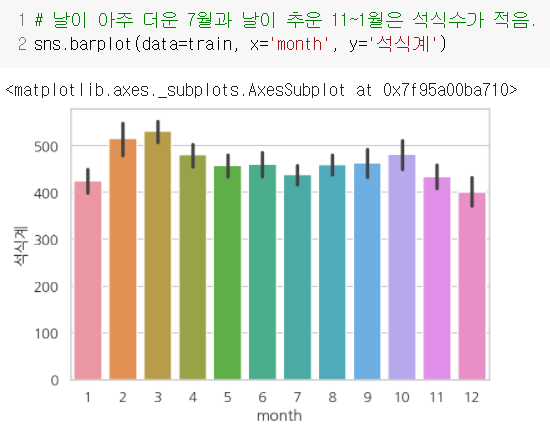 1 # 날이 아주 더운 7월과 날이 추운 11~1월은 석식수가 적음.
2 sns.barplot(data=train, x='month', y='석식계')
<matplotlib.axes._subplots.AxesSubplot at 0x7f95a00ba710>
500
400
300
200
100
0
석식계
1 2 3 4 5 6 7 8 9 10 11 12
month